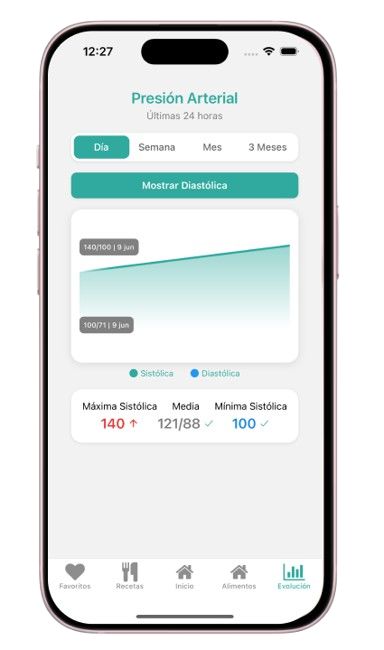 12:27
Presión Arterial
Últimas 24 horas
Día Semana Mes 3 Meses
Mostrar Diastólica
140/100 | 9 jun
100/71 | 9 jun
Sistólica Diastólica
Máxima Sistólica Media Mínima Sistólica
140 ↑ 121/88 ✓ 100 ✓
Favoritos Recetas Inicio Alimentos Evolución